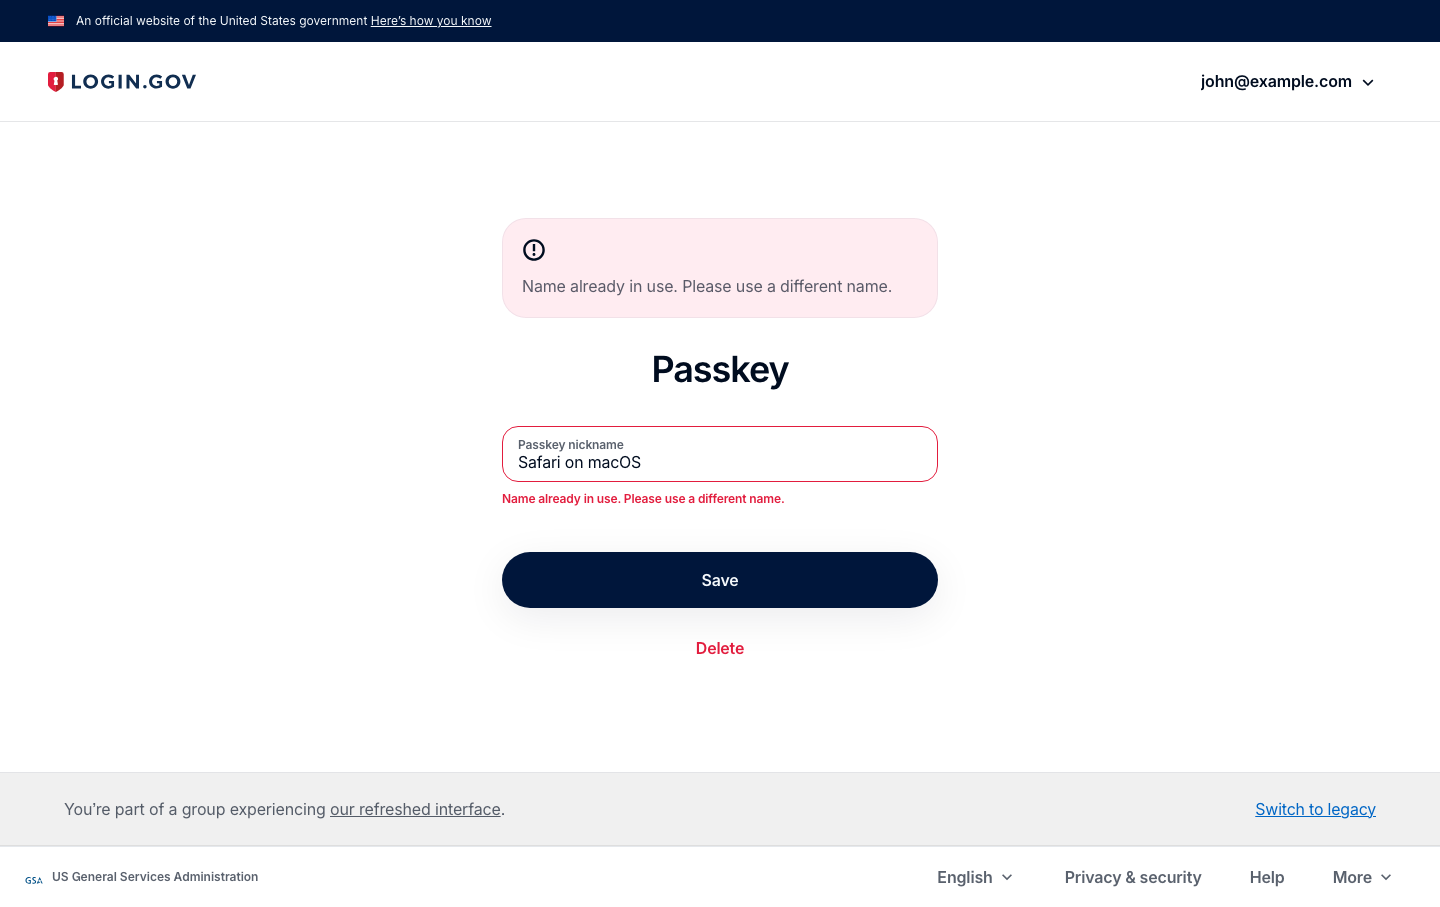 An official website of the United States government Here’s how you know
LOGIN.GOV
john@example.com
Name already in use. Please use a different name.
Passkey
Passkey nickname
Safari on macOS
Name already in use. Please use a different name.
Save
Delete
You’re part of a group experiencing our refreshed interface.
Switch to legacy
GSA US General Services Administration
English
Privacy & security
Help
More